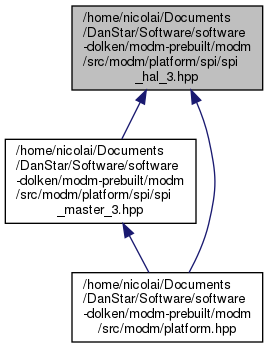 /home/nicolai/Documents
/DanStar/Software/software
-dolken/modm-prebuilt/modm
/src/modm/platform/spi/spi
_hal_3.hpp
/home/nicolai/Documents
/DanStar/Software/software
-dolken/modm-prebuilt/modm
/src/modm/platform/spi/spi
_master_3.hpp
/home/nicolai/Documents
/DanStar/Software/software
-dolken/modm-prebuilt/modm
/src/modm/platform.hpp